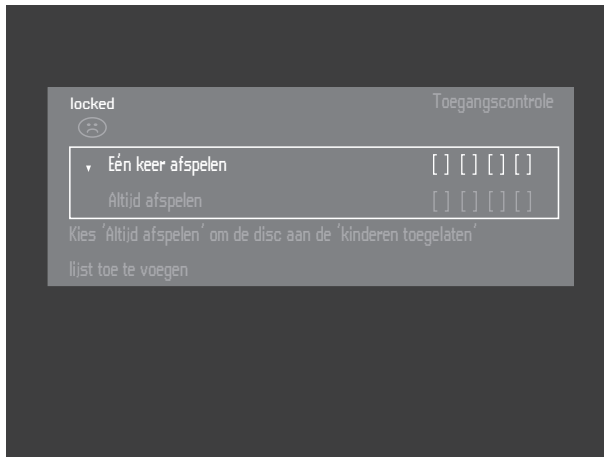 locked Toegangscontrole
Eén keer afspelen [ ] [ ] [ ] [ ]
Altijd afspelen [ ] [ ] [ ] [ ]
Kies 'Altijd afspelen' om de disc aan de 'kinderen toegelaten'
lijst toe te voegen